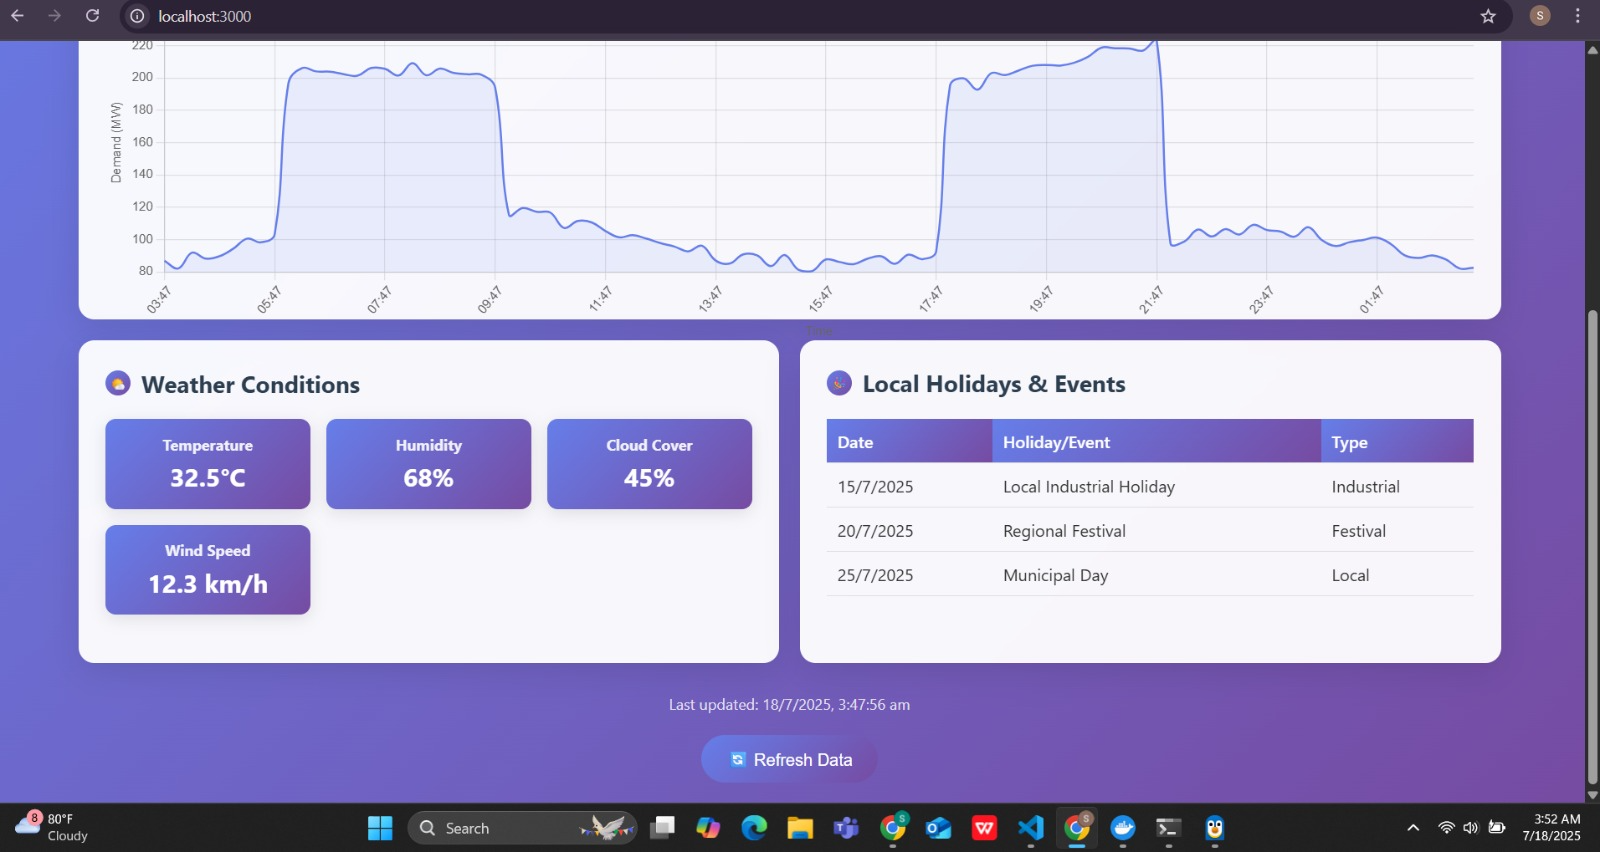 localhost:3000
S
220
200
180
160
140
120
100
80
Demand (MW)
03:47
05:47
07:47
09:47
11:47
13:47
15:47
17:47
19:47
21:47
23:47
01:47
Time
Weather Conditions
Temperature
32.5°C
Humidity
68%
Cloud Cover
45%
Wind Speed
12.3 km/h
Local Holidays & Events
Date Holiday/Event Type
15/7/2025 Local Industrial Holiday Industrial
20/7/2025 Regional Festival Festival
25/7/2025 Municipal Day Local
Last updated: 18/7/2025, 3:47:56 am
Refresh Data
8
80°F
Cloudy
Search
S
S
3:52 AM
7/18/2025